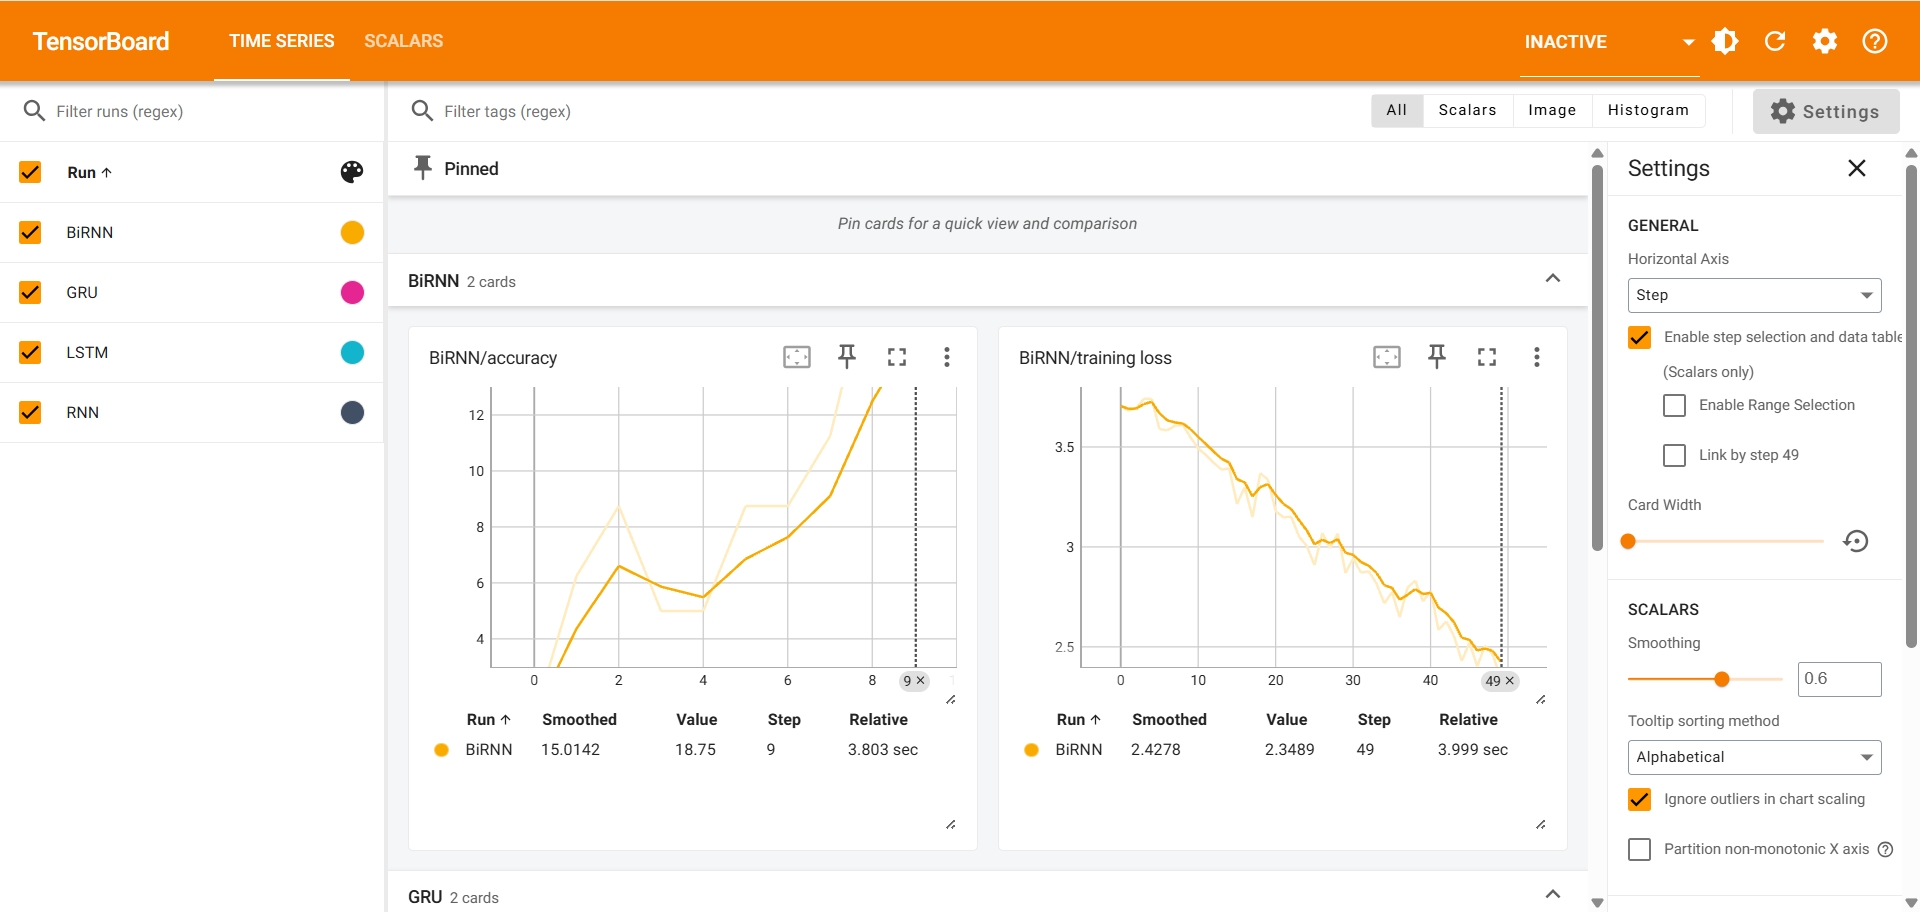 TensorBoard TIME SERIES SCALARS INACTIVE
Filter runs (regex)
Run
BiRNN
GRU
LSTM
RNN
Filter tags (regex) All Scalars Image Histogram Settings
Pinned
Pin cards for a quick view and comparison
BiRNN 2 cards
BiRNN/accuracy
12
10
8
6
4
0 2 4 6 8 9
Run Smoothed Value Step Relative
BiRNN 15.0142 18.75 9 3.803 sec
BiRNN/training loss
3.5
3
2.5
0 10 20 30 40 49
Run Smoothed Value Step Relative
BiRNN 2.4278 2.3489 49 3.999 sec
GRU 2 cards
Settings
GENERAL
Horizontal Axis
Step
Enable step selection and data table
(Scalars only)
Enable Range Selection
Link by step 49
Card Width
SCALARS
Smoothing
0.6
Tooltip sorting method
Alphabetical
Ignore outliers in chart scaling
Partition non-monotonic X axis